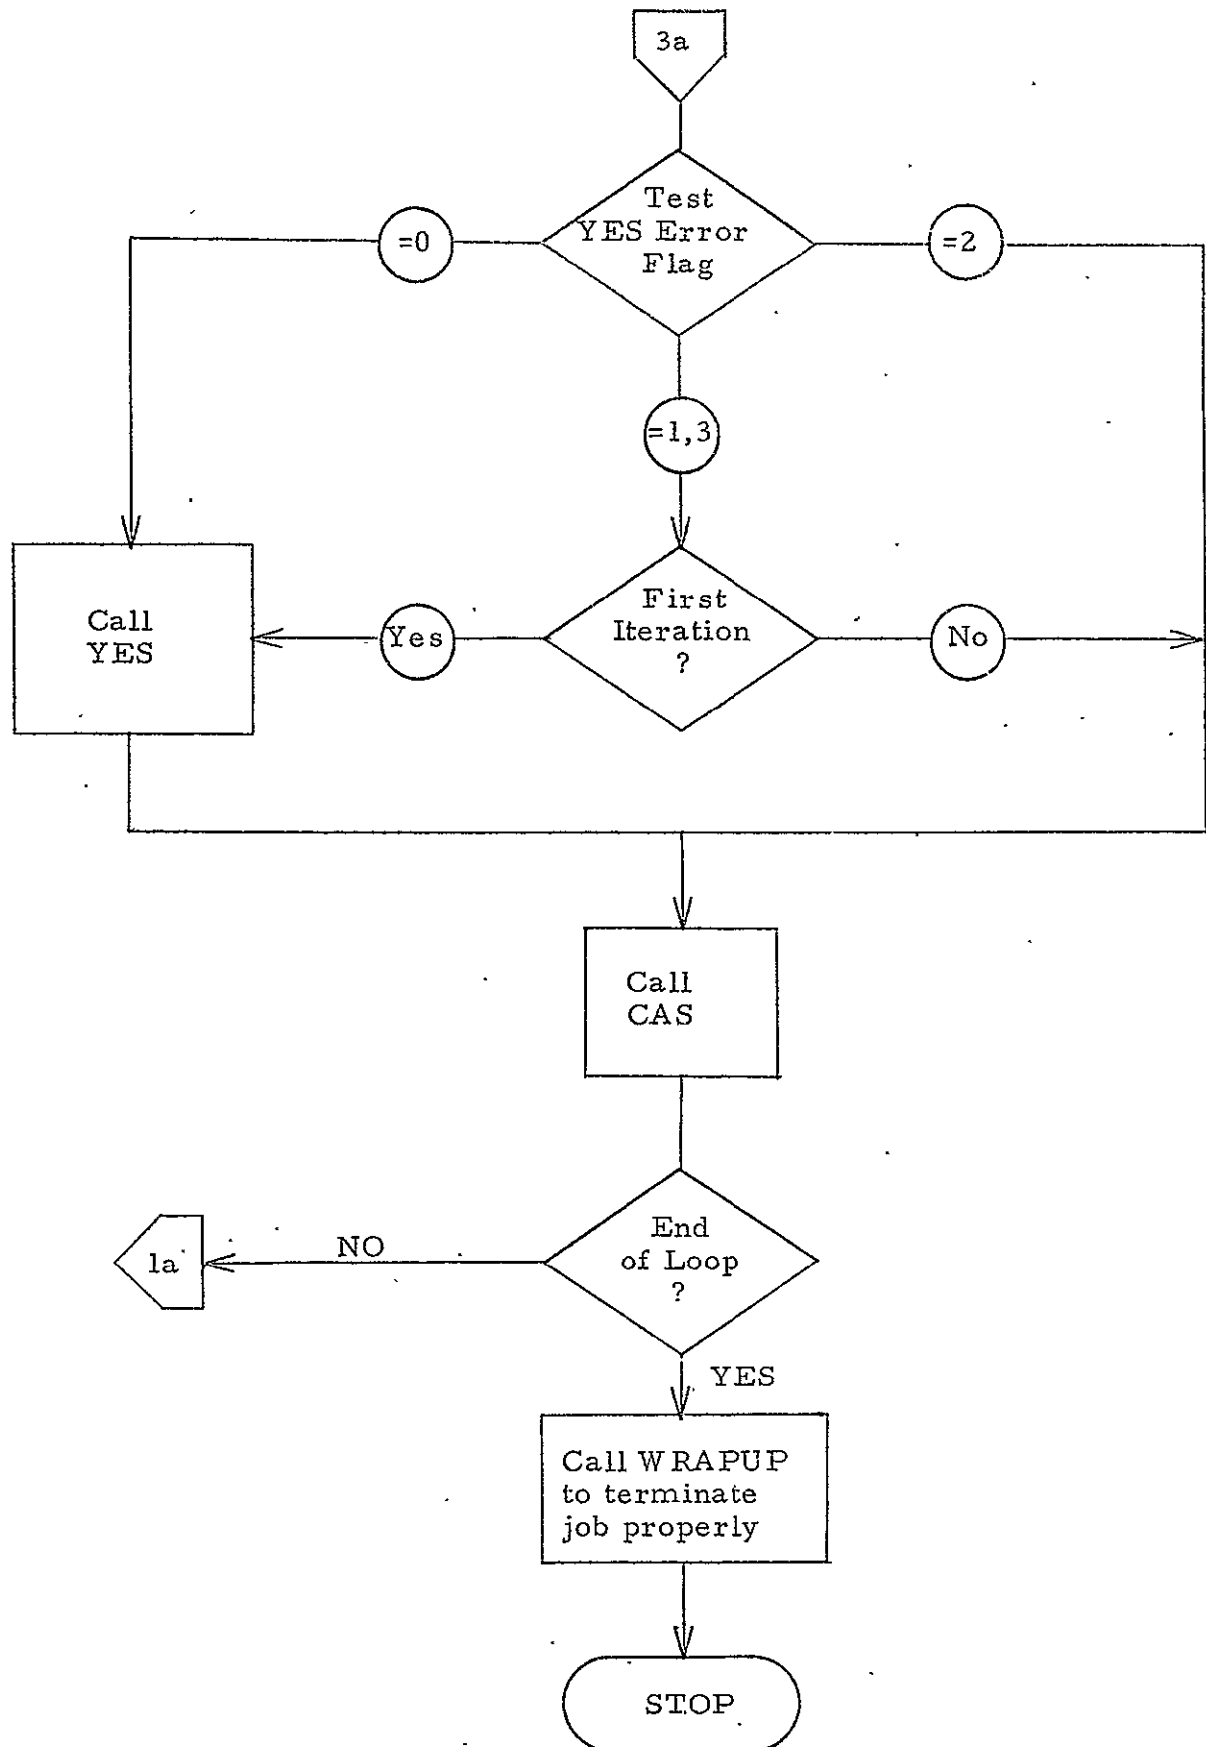 3a
Test
YES Error
Flag
=0
=2
=1,3
First
Iteration
?
Call
YES
Yes
No
Call
CAS
End
of Loop
?
NO
1a
YES
Call WRAPUP
to terminate
job properly
STOP